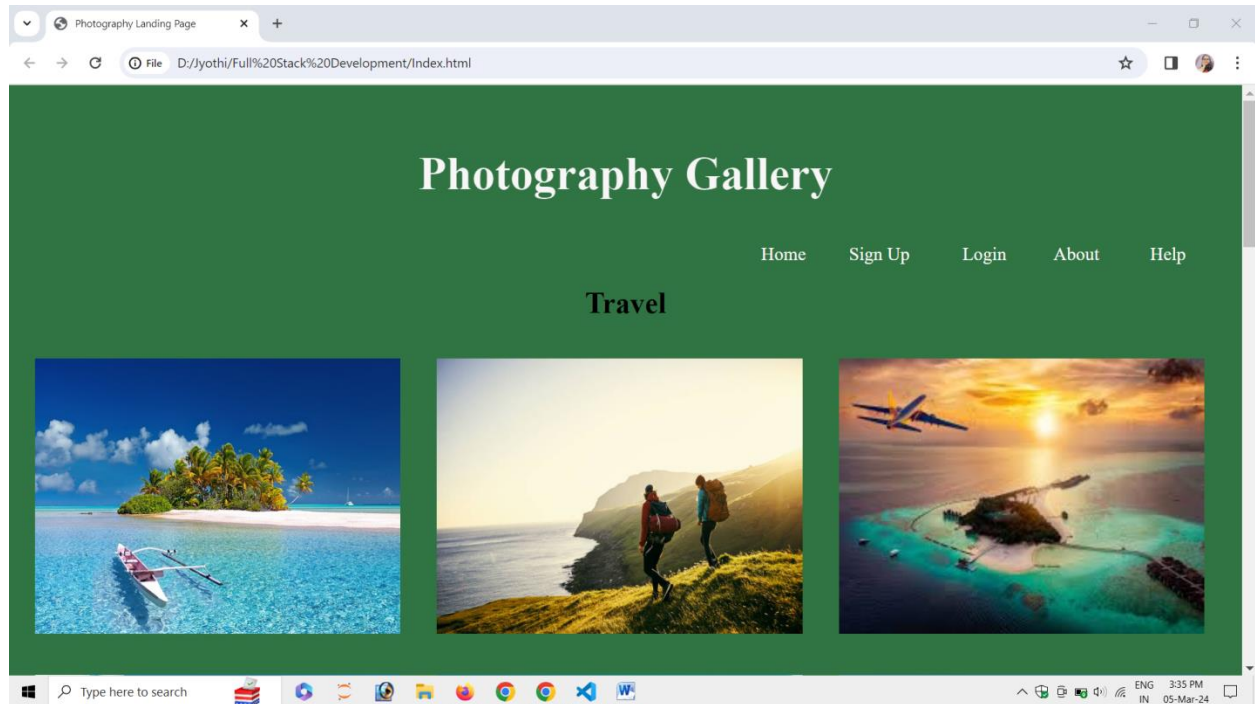 Photography Landing Page
File D:/Jyothi/Full%20Stack%20Development/Index.html
Photography Gallery
Home Sign Up Login About Help
Travel
Type here to search
ENG 3:35 PM
IN 05-Mar-24